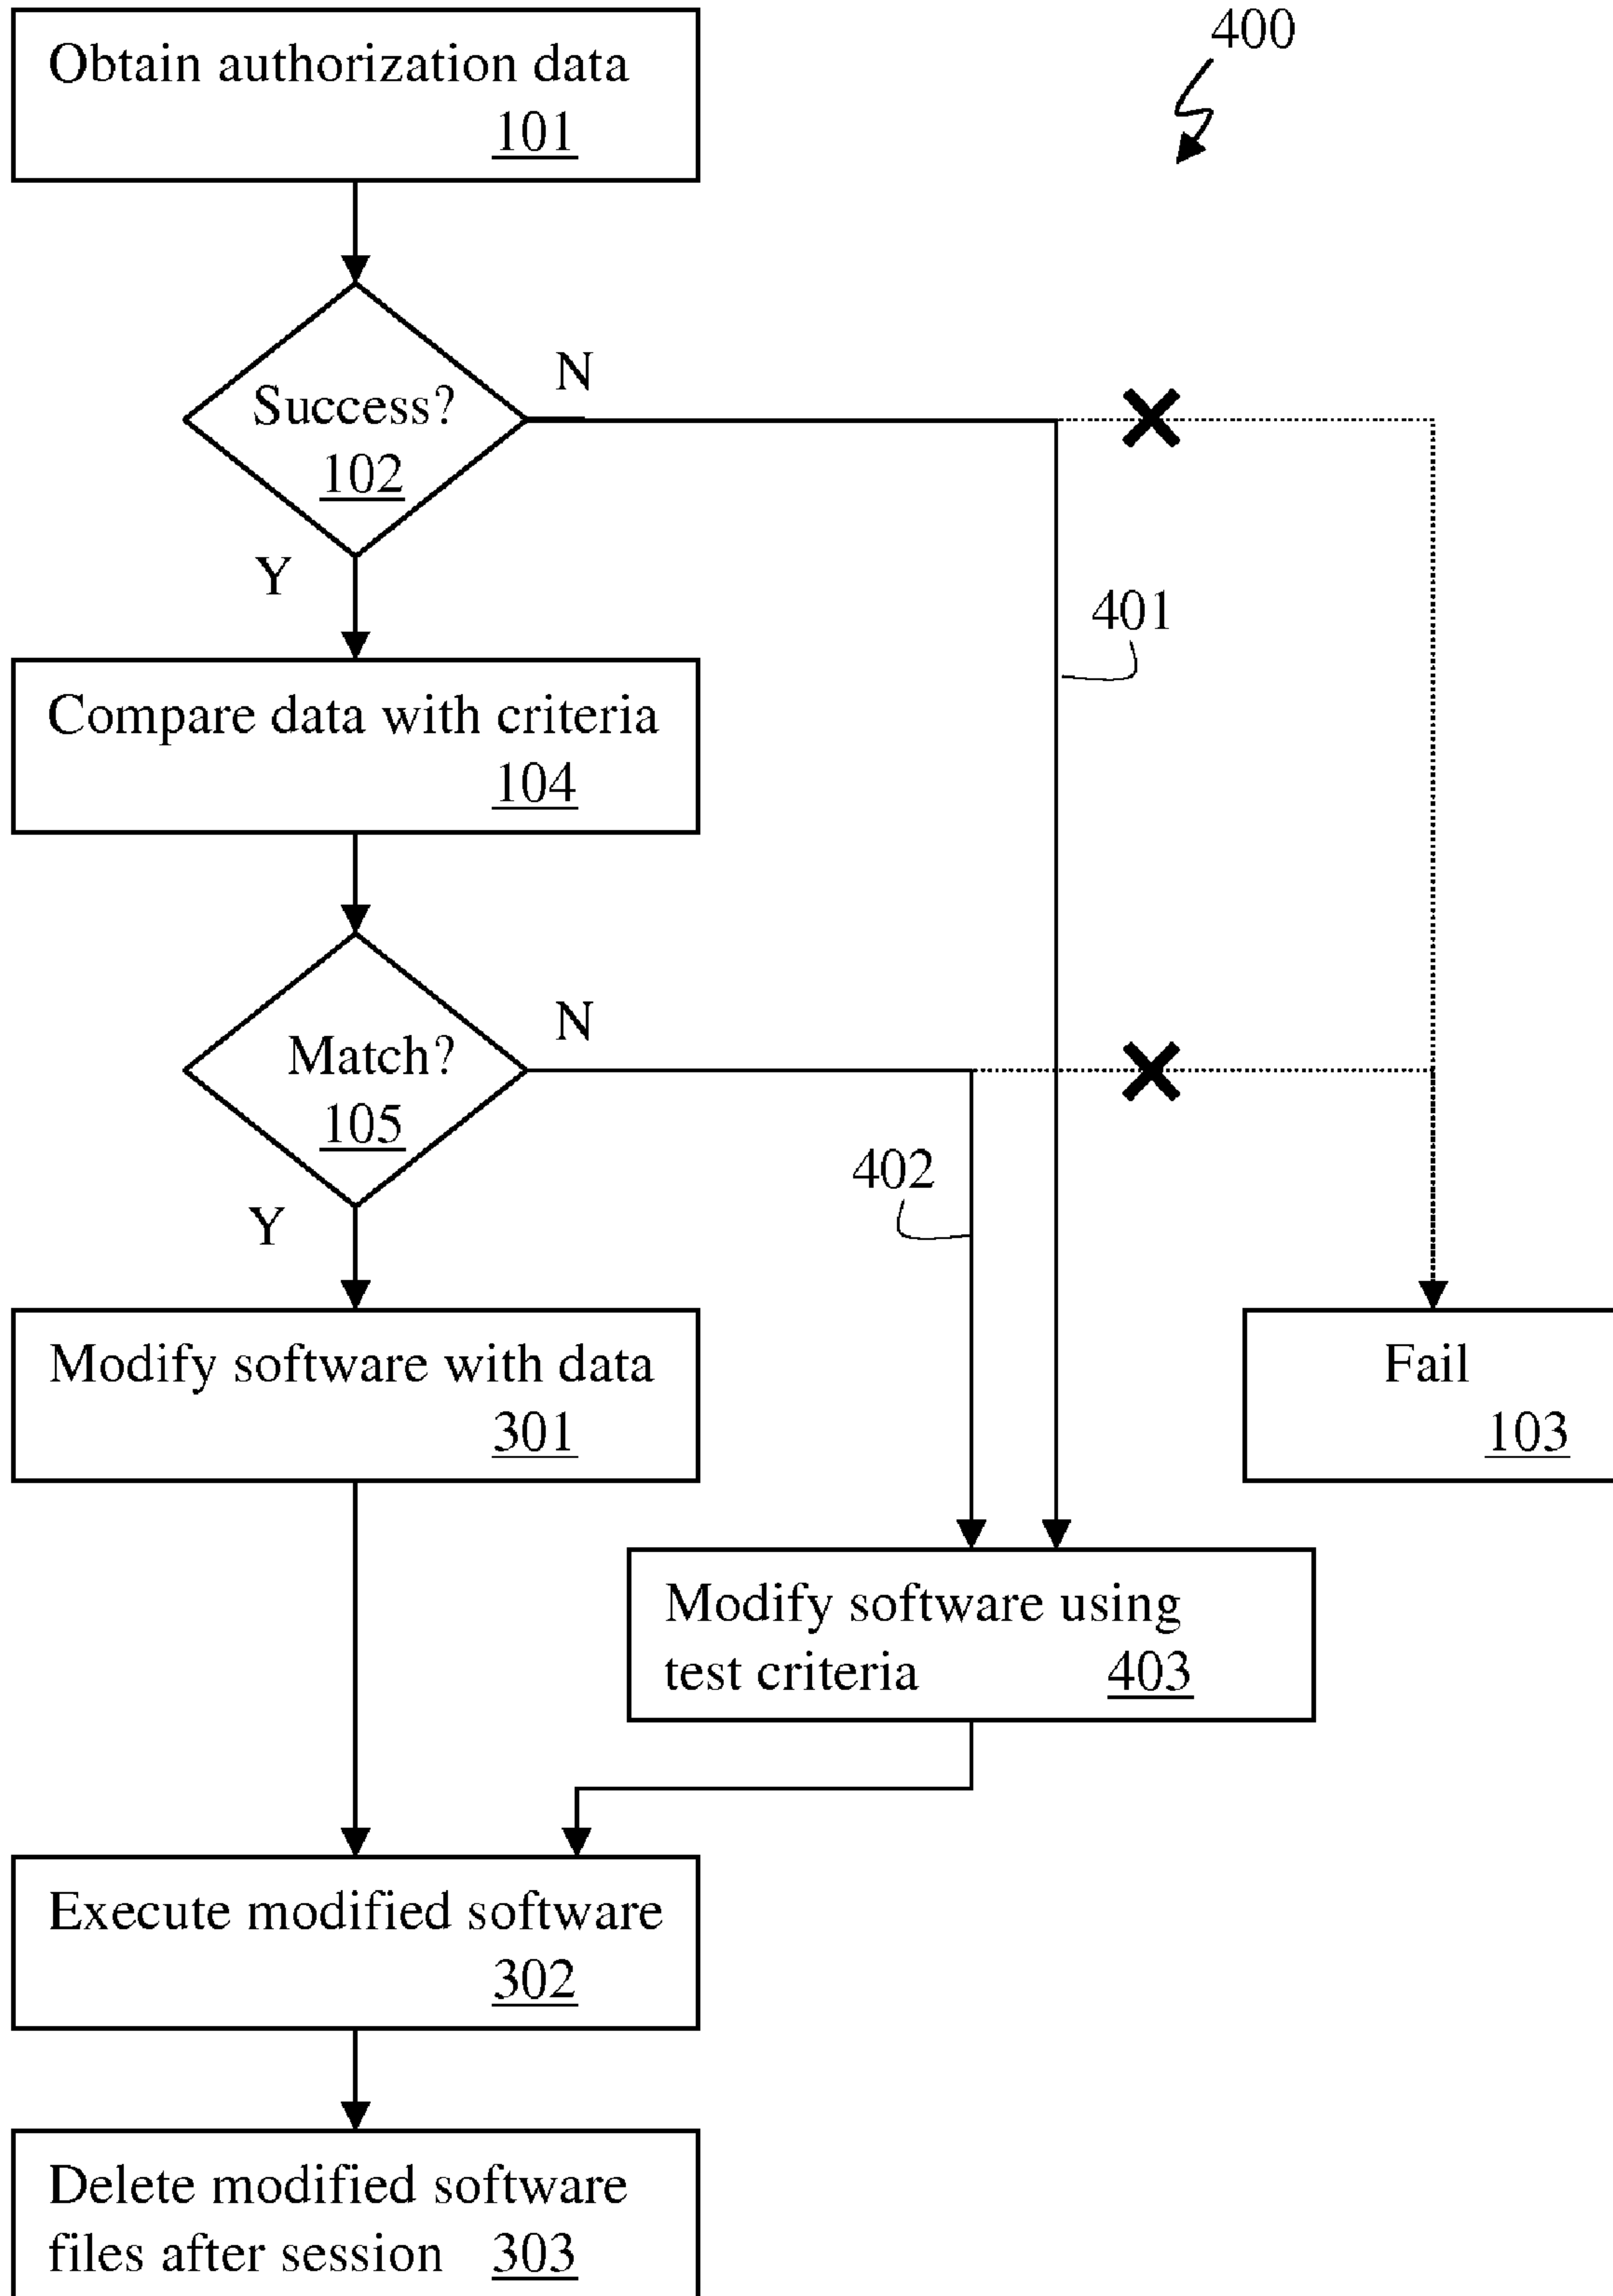 Obtain authorization data
101
400
Success?
102
N
Y
401
Compare data with criteria
104
Match?
105
N
402
Y
Modify software with data
301
Fail
103
Modify software using
test criteria 403
Execute modified software
302
Delete modified software
files after session 303